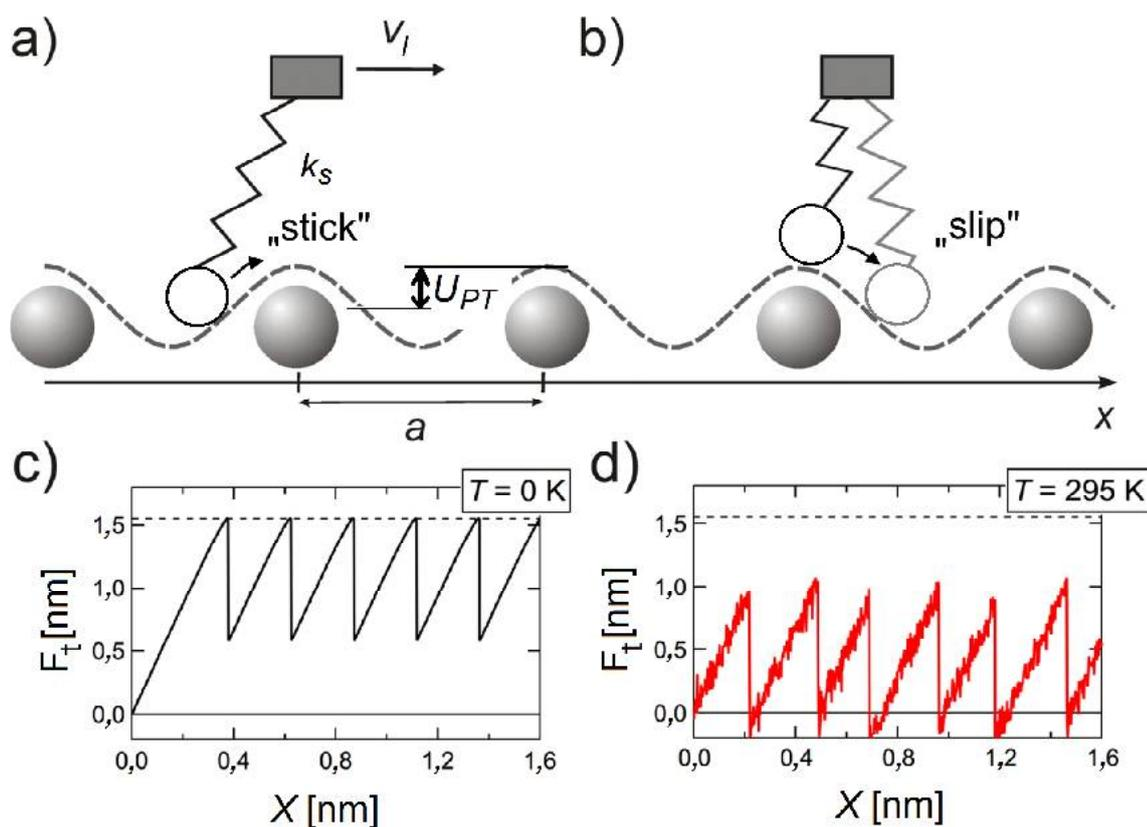 a)
v_l
b)
k_s
„stick"
„slip"
U_PT
a
x
c)
T = 0 K
d)
T = 295 K
1,5
1,0
0,5
0,0
F_t [nm]
0,0 0,4 0,8 1,2 1,6
X [nm]
1,5
1,0
0,5
0,0
F_t [nm]
0,0 0,4 0,8 1,2 1,6
X [nm]